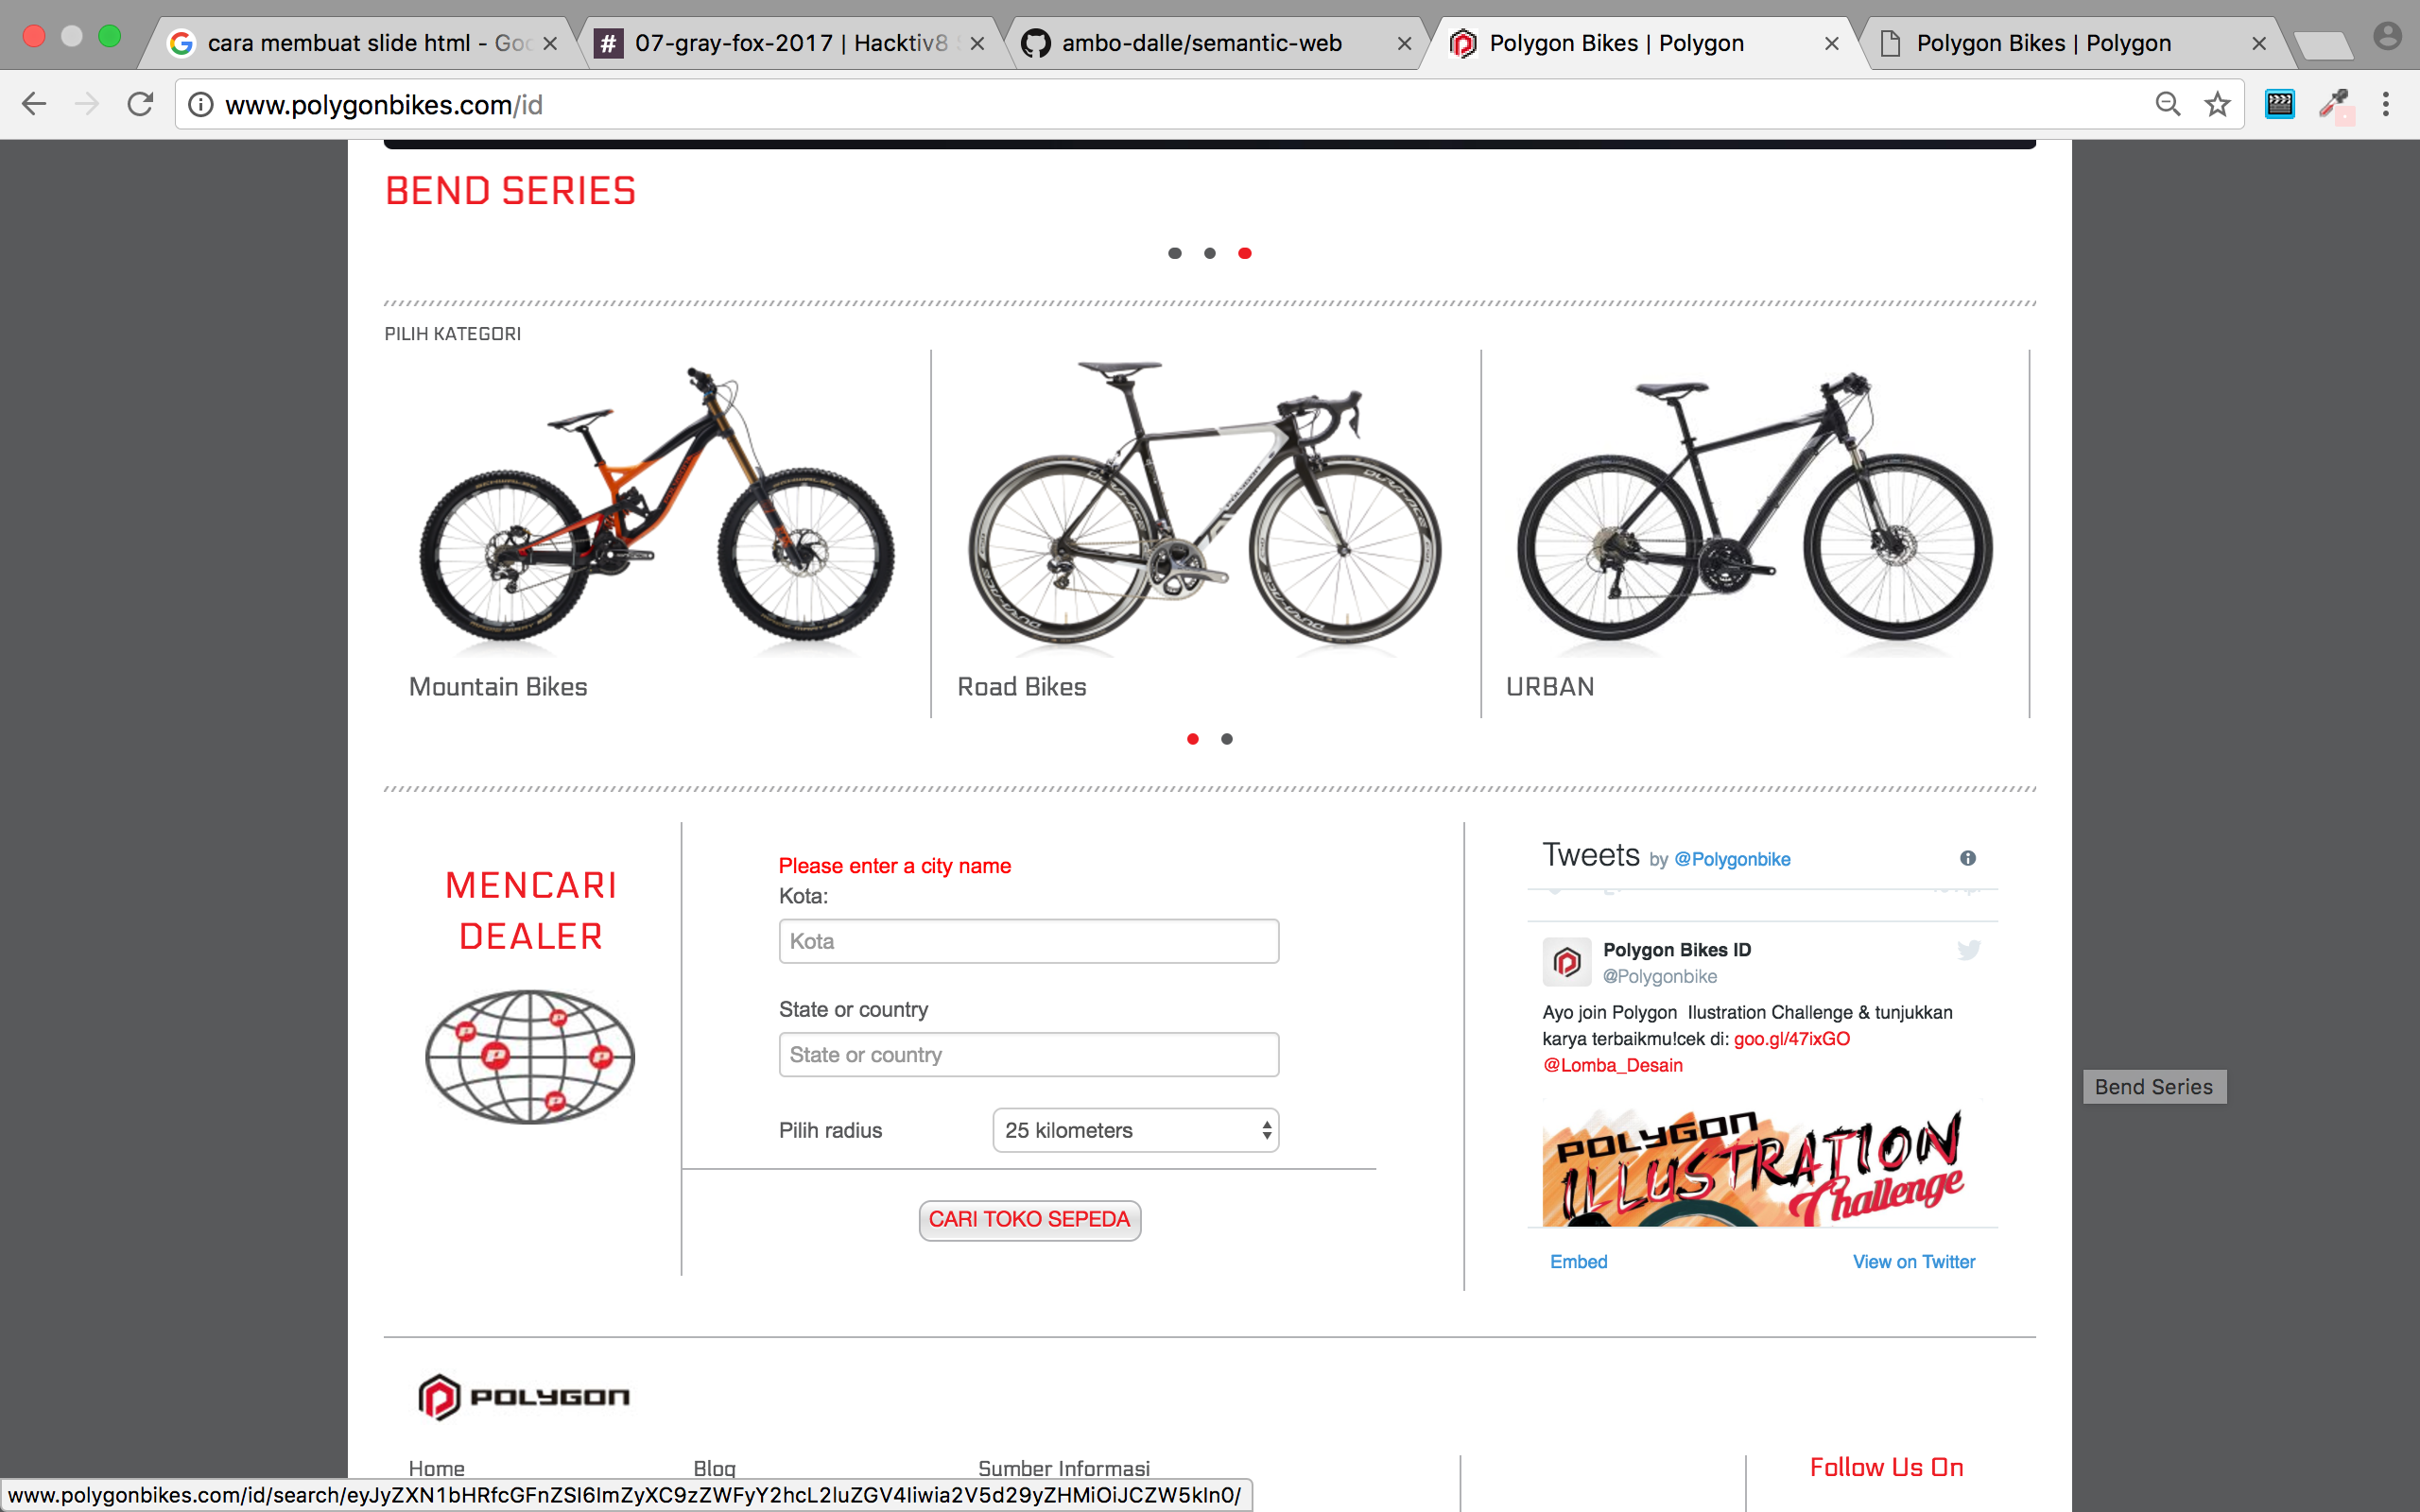 cara membuat slide html - Goo
07-gray-fox-2017 | Hacktiv8 S
ambo-dalle/semantic-web
Polygon Bikes | Polygon
Polygon Bikes | Polygon
www.polygonbikes.com/id
BEND SERIES
PILIH KATEGORI
Mountain Bikes
Road Bikes
URBAN
MENCARI
DEALER
Please enter a city name
Kota:
Kota
State or country
State or country
Pilih radius
25 kilometers
CARI TOKO SEPEDA
Tweets by @Polygonbike
Polygon Bikes ID
@Polygonbike
Ayo join Polygon Ilustration Challenge & tunjukkan
karya terbaikmu!cek di: goo.gl/47ixGO
@Lomba_Desain
POLYGON
ILLUSTRATION
Challenge
Embed
View on Twitter
Bend Series
POLYGON
Home
Blog
Sumber Informasi
Follow Us On
www.polygonbikes.com/id/search/eyJyZXN1bHRfcGFnZSI6ImZyXC9zZWFyY2hcL2luZGV4Iiwia2V5d29yZHMiOiJCZW5kIn0/